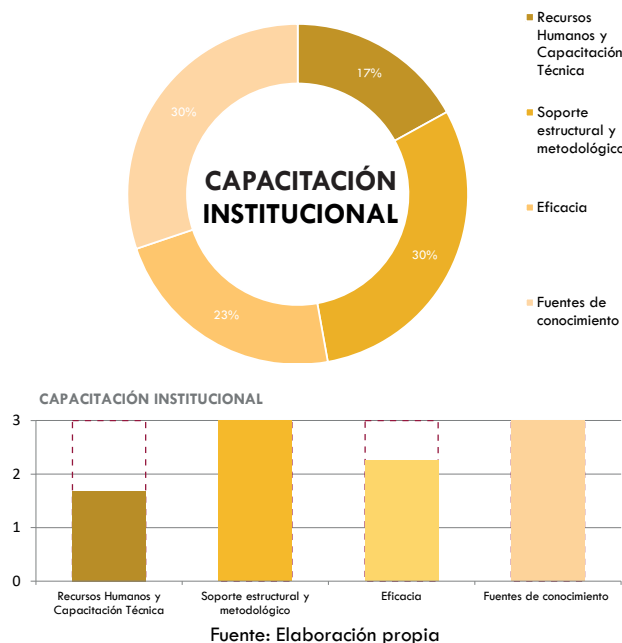 Recursos
Humanos y
Capacitación
Técnica
17%
Soporte
estructural y
metodológico
30%
CAPACITACIÓN
INSTITUCIONAL
Eficacia
30%
23%
Fuentes de
conocimiento
CAPACITACIÓN INSTITUCIONAL
3
2
1
0
Recursos Humanos y
Capacitación Técnica
Soporte estructural y
metodológico
Eficacia
Fuentes de conocimiento
Fuente: Elaboración propia